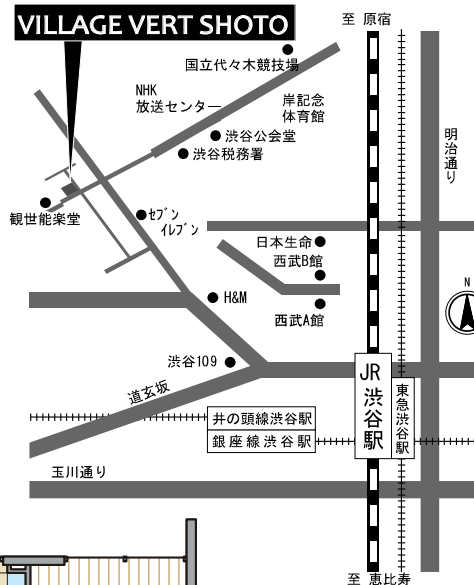 VILLAGE VERT SHOTO
至 原宿
国立代々木競技場
NHK
放送センター
岸記念
体育館
渋谷公会堂
渋谷税務署
明治通り
観世能楽堂
セブン
イレブン
日本生命
西武B館
N
H&M
西武A館
渋谷109
JR
渋谷駅
東急渋谷駅
道玄坂
井の頭線渋谷駅
銀座線渋谷駅
玉川通り
至 恵比寿